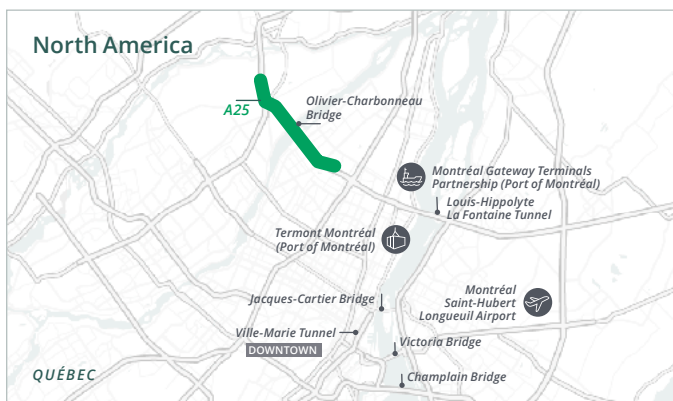 North America
A25
Olivier-Charbonneau
Bridge
Montréal Gateway Terminals
Partnership (Port of Montréal)
Louis-Hippolyte
La Fontaine Tunnel
Termont Montréal
(Port of Montréal)
Jacques-Cartier Bridge
Montréal
Saint-Hubert
Longueuil Airport
Ville-Marie Tunnel
DOWNTOWN
Victoria Bridge
QUÉBEC
Champlain Bridge